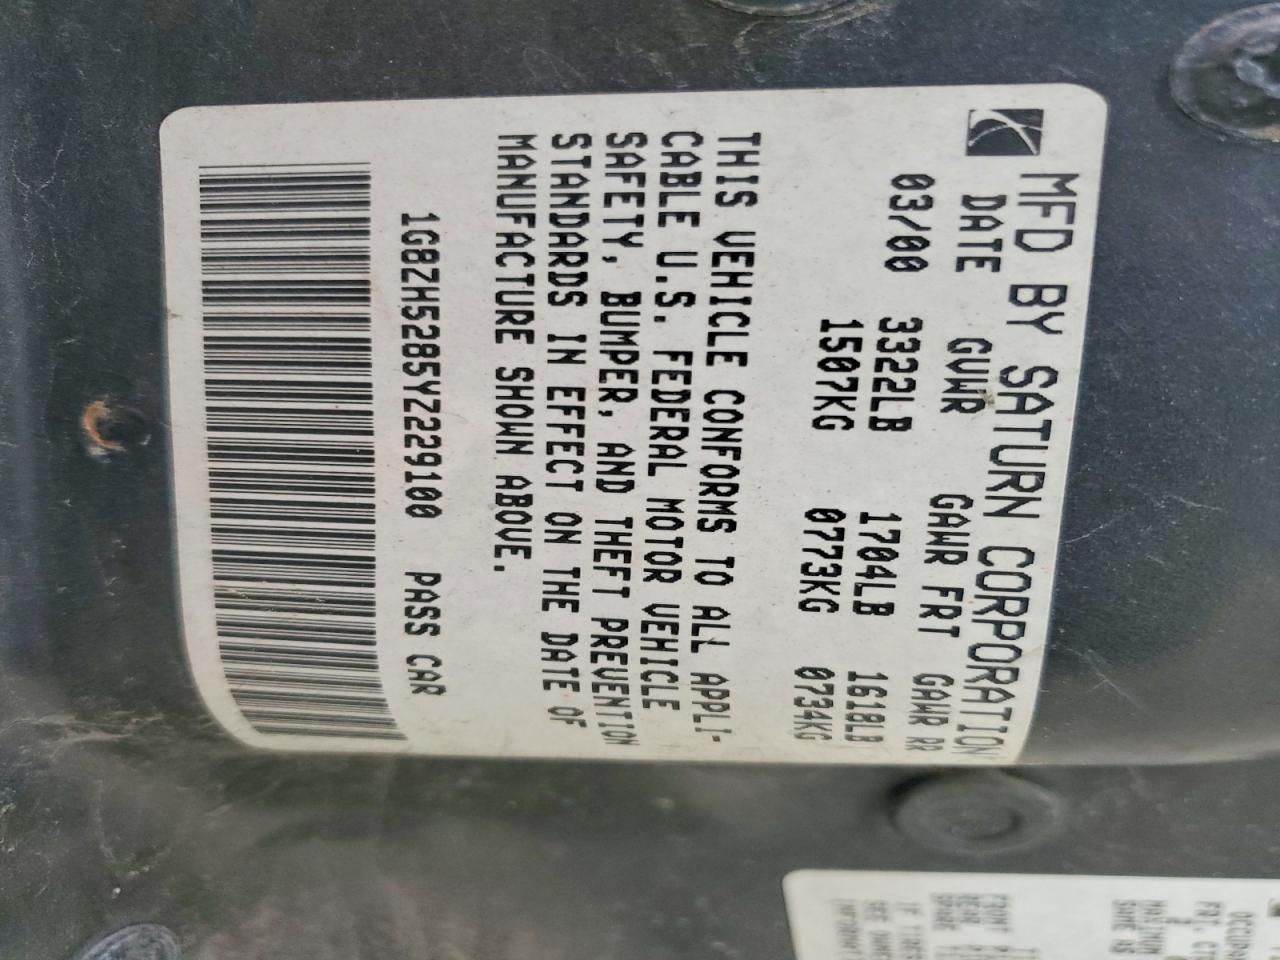 MFD BY SATURN CORPORATION
DATE GVWR GAWR FRT GAWR RR
03/00 3322LB 1704LB 1618LB
1507KG 0773KG 0734KG
THIS VEHICLE CONFORMS TO ALL APPLI-
CABLE U.S. FEDERAL MOTOR VEHICLE
SAFETY, BUMPER, AND THEFT PREVENTION
STANDARDS IN EFFECT ON THE DATE OF
MANUFACTURE SHOWN ABOVE.
1G8ZH5285YZ229100 PASS CAR